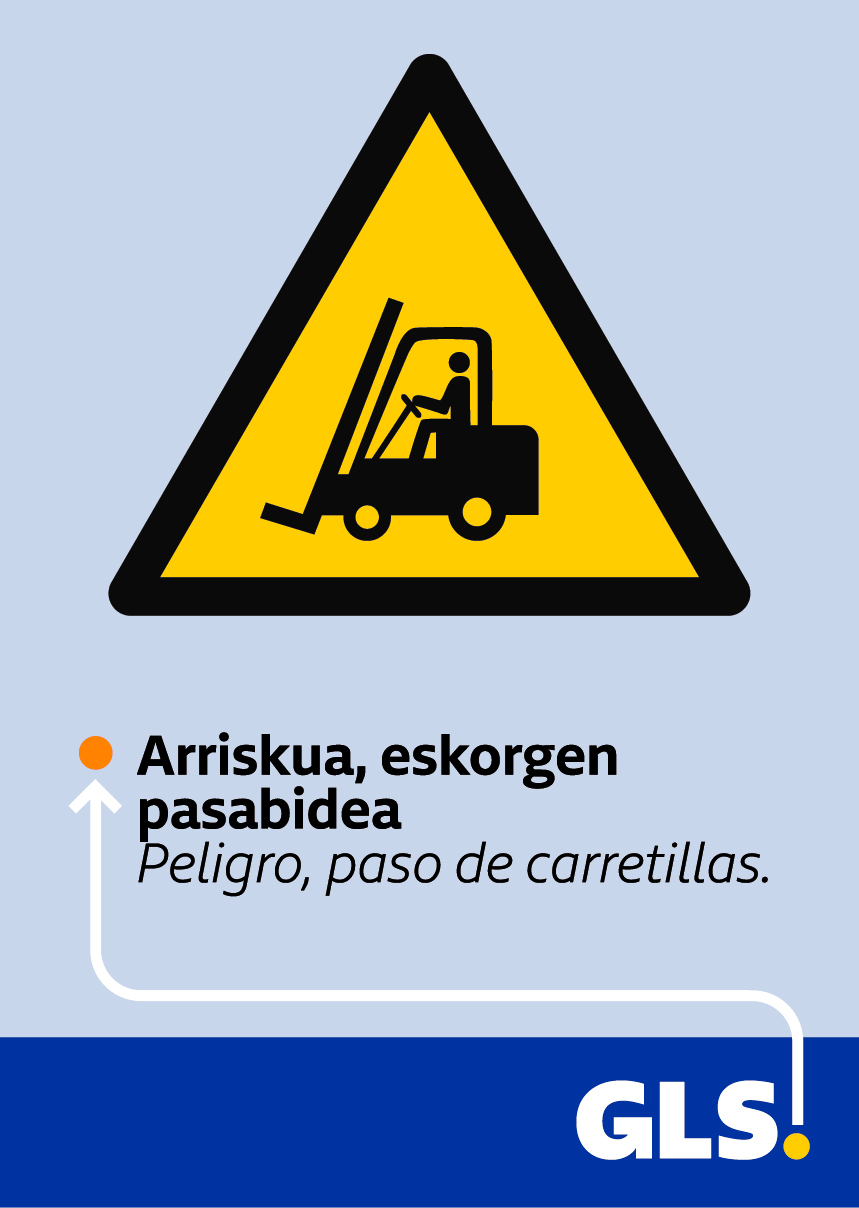 Arriskua, eskorgen
pasabidea
Peligro, paso de carretillas.
GLS.